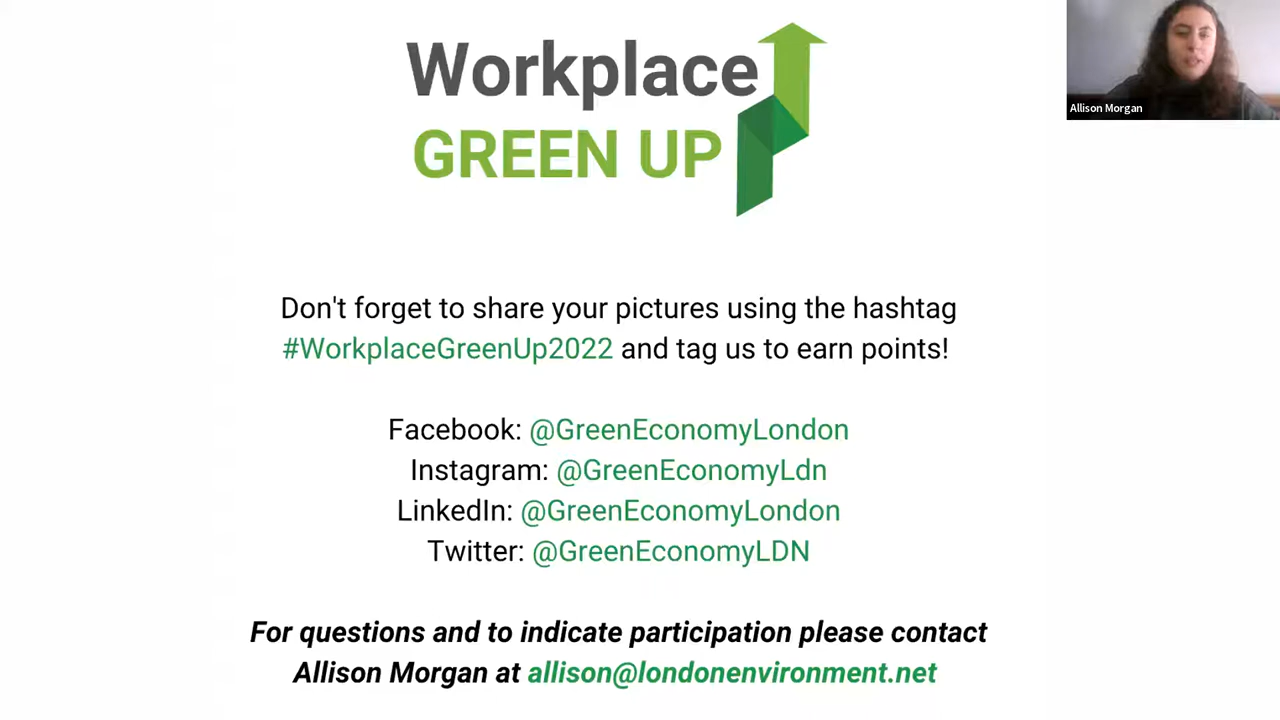 Workplace
GREEN UP
Allison Morgan
Don't forget to share your pictures using the hashtag
#WorkplaceGreenUp2022 and tag us to earn points!
Facebook: @GreenEconomyLondon
Instagram: @GreenEconomyLdn
LinkedIn: @GreenEconomyLondon
Twitter: @GreenEconomyLDN
For questions and to indicate participation please contact
Allison Morgan at allison@londonenvironment.net